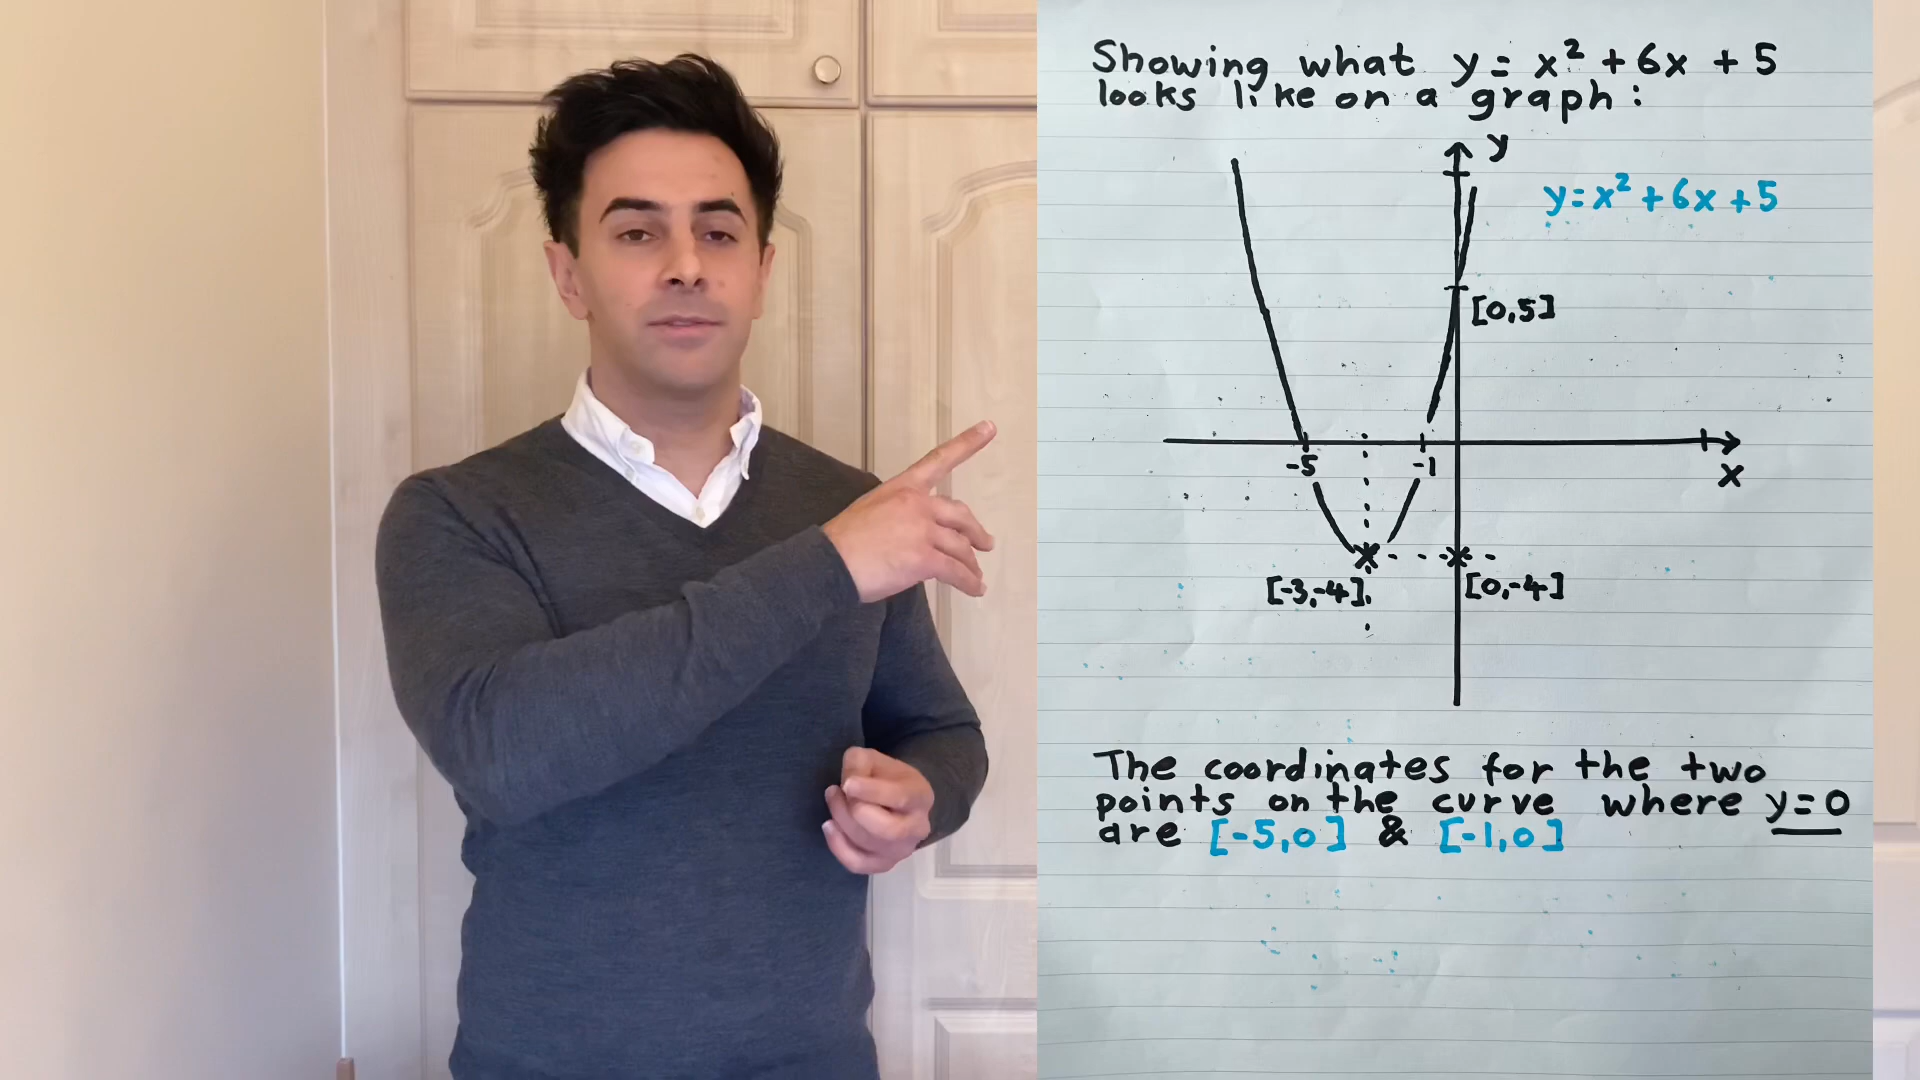 Showing what y = x² + 6x + 5
looks like on a graph :
y
y = x² + 6x + 5
[0,5]
-5
-1
x
[-3,-4]
[0,-4]
The coordinates for the two
points on the curve where y=0
are [-5,0] & [-1,0]